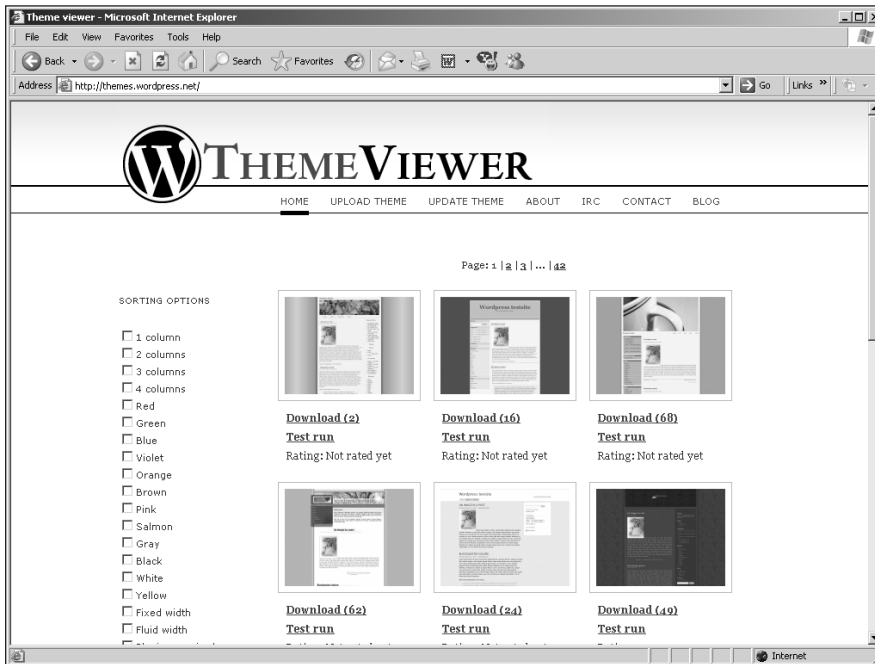 Theme viewer - Microsoft Internet Explorer
File Edit View Favorites Tools Help
Back Search Favorites
Address http://themes.wordpress.net/ Go Links »
THEMEVIEWER
HOME UPLOAD THEME UPDATE THEME ABOUT IRC CONTACT BLOG
Page: 1 | 2 | 3 | ... | 42
SORTING OPTIONS
1 column
2 columns
3 columns
4 columns
Red
Green
Blue
Violet
Orange
Brown
Pink
Salmon
Gray
Black
White
Yellow
Fixed width
Fluid width
Wordpress testsite
Download (2) Download (16) Download (68)
Test run Test run Test run
Rating: Not rated yet Rating: Not rated yet Rating: Not rated yet
Wordpress testsite
Download (62) Download (24) Download (49)
Test run Test run Test run
Internet